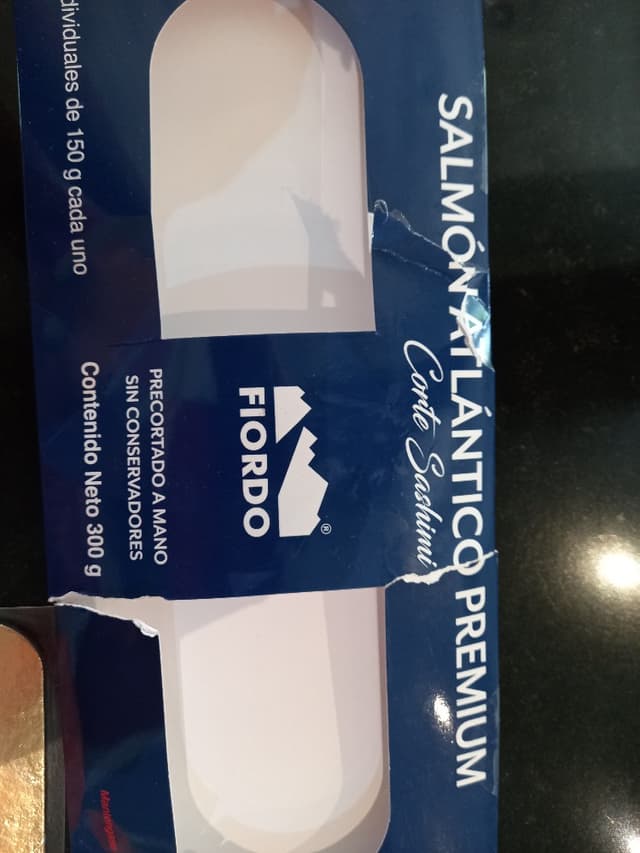 SALMÓN ATLÁNTICO PREMIUM
Corte Sashimi
FIORDO
®
PRECORTADO A MANO
SIN CONSERVADORES
dividuales de 150 g cada uno
Contenido Neto 300 g